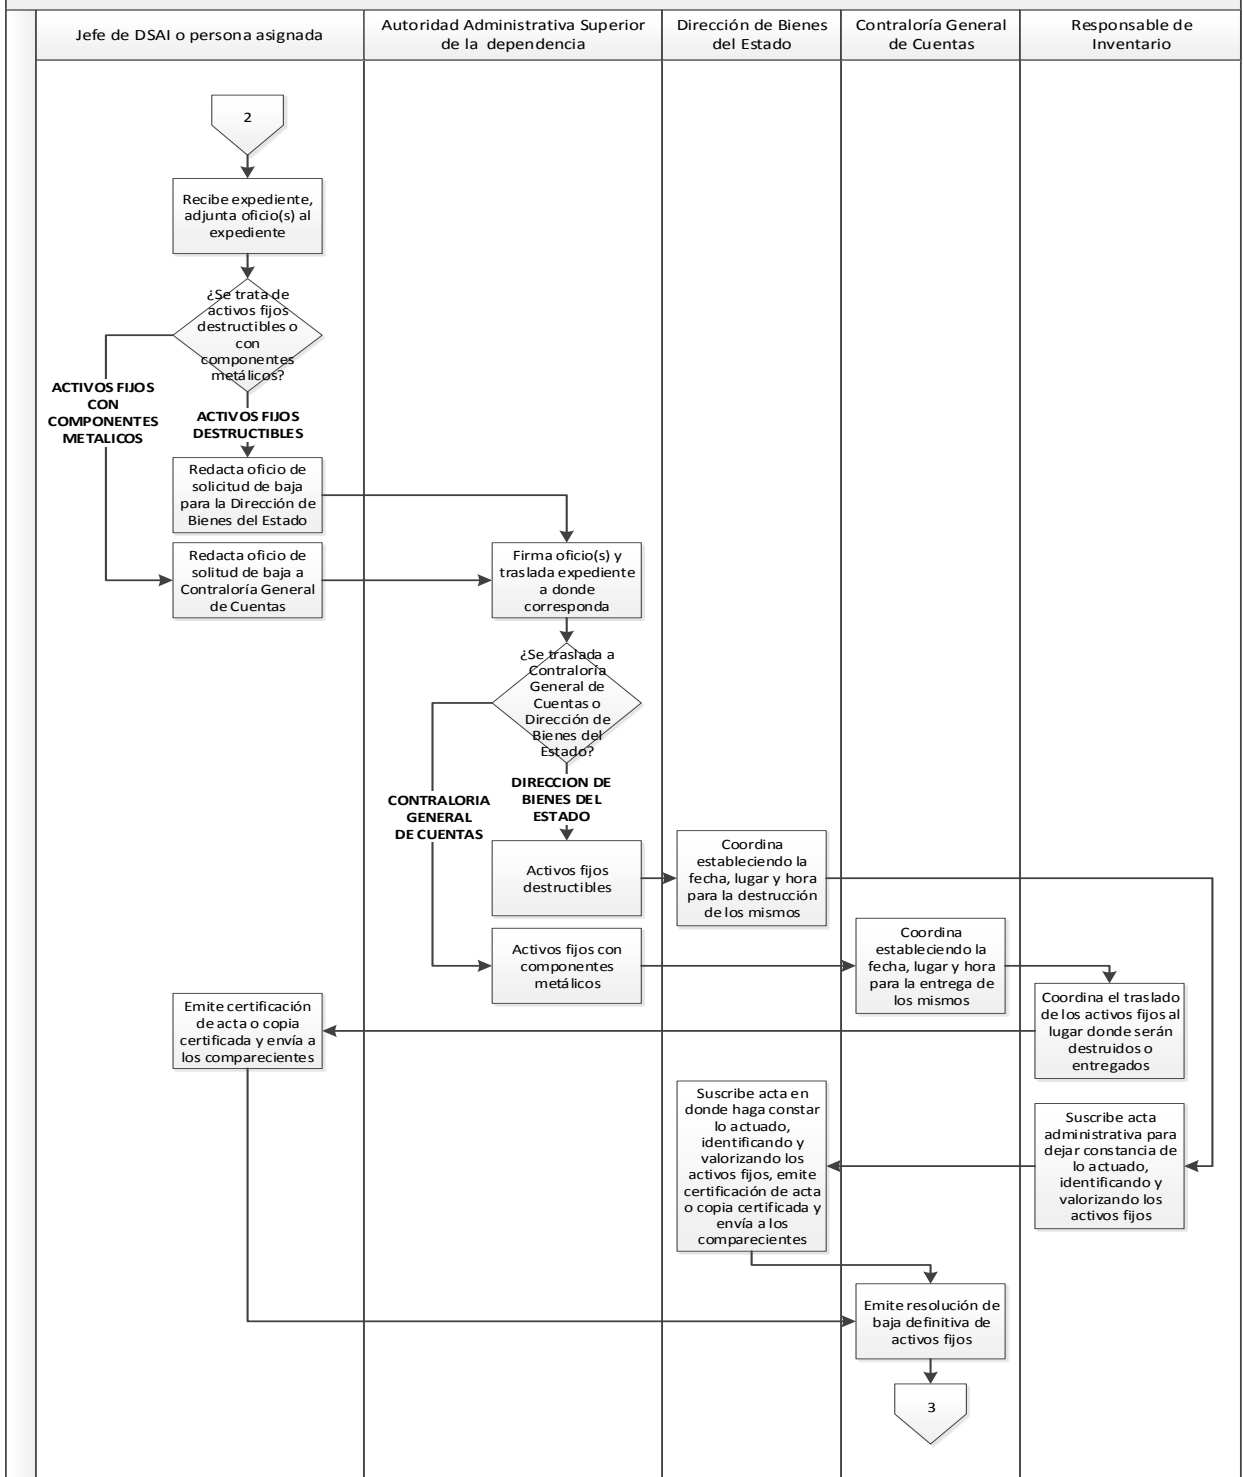 Jefe de DSAI o persona asignada
Autoridad Administrativa Superior
de la dependencia
Dirección de Bienes
del Estado
Contraloría General
de Cuentas
Responsable de
Inventario
2
Recibe expediente,
adjunta oficio(s) al
expediente
¿Se trata de
activos fijos
destructibles o
con
componentes
metálicos?
ACTIVOS FIJOS
CON
COMPONENTES
METALICOS
ACTIVOS FIJOS
DESTRUCTIBLES
Redacta oficio de
solicitud de baja
para la Dirección de
Bienes del Estado
Redacta oficio de
solitud de baja a
Contraloría General
de Cuentas
Firma oficio(s) y
traslada expediente
a donde
corresponda
¿Se traslada a
Contraloría
General de
Cuentas o
Dirección de
Bienes del
Estado?
CONTRALORIA
GENERAL
DE CUENTAS
DIRECCION DE
BIENES DEL
ESTADO
Activos fijos
destructibles
Coordina
estableciendo la
fecha, lugar y hora
para la destrucción
de los mismos
Activos fijos con
componentes
metálicos
Coordina
estableciendo la
fecha, lugar y hora
para la entrega de
los mismos
Coordina el traslado
de los activos fijos al
lugar donde serán
destruidos o
entregados
Emite certificación
de acta o copia
certificada y envía a
los comparecientes
Suscribe acta
administrativa para
dejar constancia de
lo actuado,
identificando y
valorizando los
activos fijos
Suscribe acta en
donde haga constar
lo actuado,
identificando y
valorizando los
activos fijos, emite
certificación de acta
o copia certificada y
envía a los
comparecientes
Emite resolución de
baja definitiva de
activos fijos
3